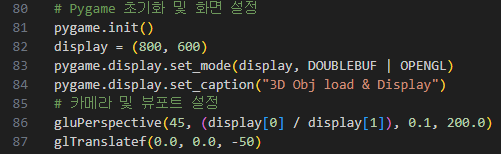 80 # Pygame 초기화 및 화면 설정
81 pygame.init()
82 display = (800, 600)
83 pygame.display.set_mode(display, DOUBLEBUF | OPENGL)
84 pygame.display.set_caption("3D Obj load & Display")
85 # 카메라 및 뷰포트 설정
86 gluPerspective(45, (display[0] / display[1]), 0.1, 200.0)
87 glTranslatef(0.0, 0.0, -50)